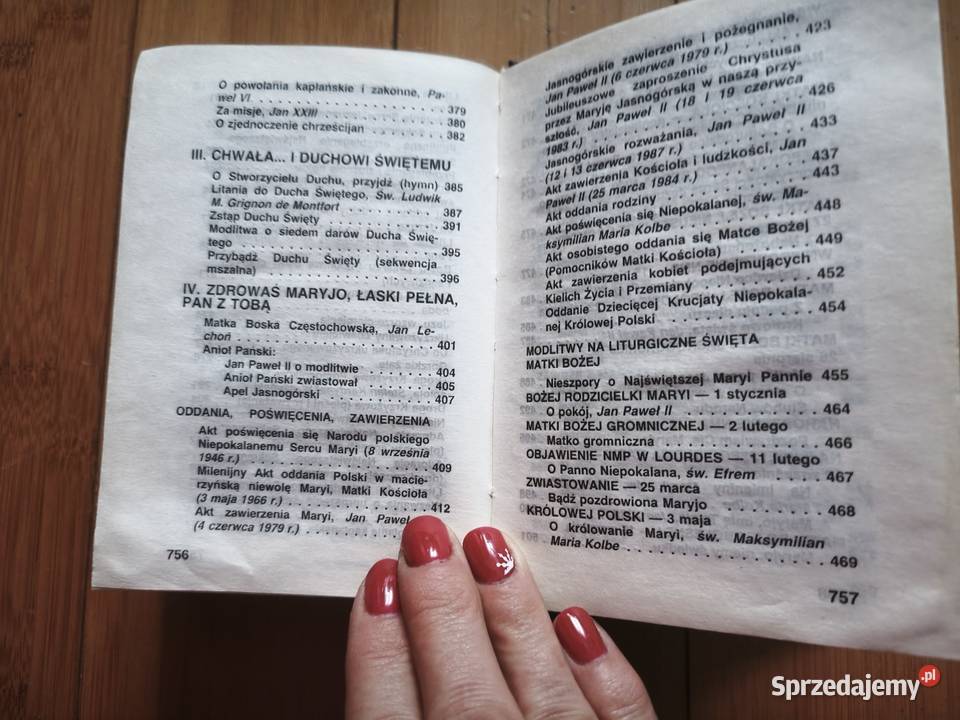 O powołania kapłańskie i zakonne, Pa-
weł VI . . . . . . . . . . . . . . . . 379
Za misje, Jan XXIII . . . . . . . . . . 380
O zjednoczenie chrześcijan . . . . . . 382
III. CHWAŁA... I DUCHOWI ŚWIĘTEMU
O Stworzycielu Duchu, przyjdź (hymn) 385
Litania do Ducha Świętego, Św. Ludwik
M. Grignon de Montfort . . . . . . . . 387
Zstąp Duchu Święty . . . . . . . . . . 391
Modlitwa o siedem darów Ducha Świę-
tego . . . . . . . . . . . . . . . . . 395
Przybądź Duchu Święty (sekwencja
mszalna) . . . . . . . . . . . . . . . 396
IV. ZDROWAŚ MARYJO, ŁASKI PEŁNA,
PAN Z TOBĄ
Matka Boska Częstochowska, Jan Le-
choń . . . . . . . . . . . . . . . . . 401
Anioł Pański:
Jan Paweł II o modlitwie . . . . 404
Anioł Pański zwiastował . . . . 405
Apel Jasnogórski . . . . . . . . 407
ODDANIA, POŚWIĘCENIA, ZAWIERZENIA
Akt poświęcenia się Narodu polskiego
Niepokalanemu Sercu Maryi (8 września
1946 r.) . . . . . . . . . . . . . . . 409
Milenijny Akt oddania Polski w macie-
rzyńską niewolę Maryi, Matki Kościoła
(3 maja 1966 r.) . . . . . . . . . . . 412
Akt zawierzenia Maryi, Jan Paweł
(4 czerwca 1979 r.) . . . . . . . .
756
Jasnogórskie zawierzenie i pożegnanie,
Jan Paweł II (6 czerwca 1979 r.) . . . . 423
Jubileuszowe zaproszenie Chrystusa
przez Maryję Jasnogórską w naszą przy-
szłość, Jan Paweł II (18 i 19 czerwca
1983 r.) . . . . . . . . . . . . . . . 426
Jasnogórskie rozważania, Jan Paweł II
(12 i 13 czerwca 1987 r.) . . . . . . . 433
Akt zawierzenia Kościoła i ludzkości, Jan
Paweł II (25 marca 1984 r.) . . . . . . 437
Akt oddania rodziny . . . . . . . . . . 443
Akt poświęcenia się Niepokalanej, św. Ma-
ksymilian Maria Kolbe . . . . . . . . . 448
Akt osobistego oddania się Matce Bożej
(Pomocników Matki Kościoła) . . . . . . 449
Akt zawierzenia kobiet podejmujących
Kielich Życia i Przemiany . . . . . . . 452
Oddanie Dziecięcej Krucjaty Niepokala-
nej Królowej Polski . . . . . . . . . . 454
MODLITWY NA LITURGICZNE ŚWIĘTA
MATKI BOŻEJ
Nieszpory o Najświętszej Maryi Pannie 455
BOŻEJ RODZICIELKI MARYI — 1 stycznia
O pokój, Jan Paweł II . . . . . . . . . 464
MATKI BOŻEJ GROMNICZNEJ — 2 lutego
Matko gromniczna . . . . . . . . . . . 466
OBJAWIENIE NMP W LOURDES — 11 lutego
O Panno Niepokalana, św. Efrem . . . . 467
ZWIASTOWANIE — 25 marca
Bądź pozdrowiona Maryjo . . . . . . . . 468
KRÓLOWEJ POLSKI — 3 maja
O królowanie Maryi, św. Maksymilian
Maria Kolbe . . . . . . . . . . . . . . 469
757
Sprzedajemy.pl